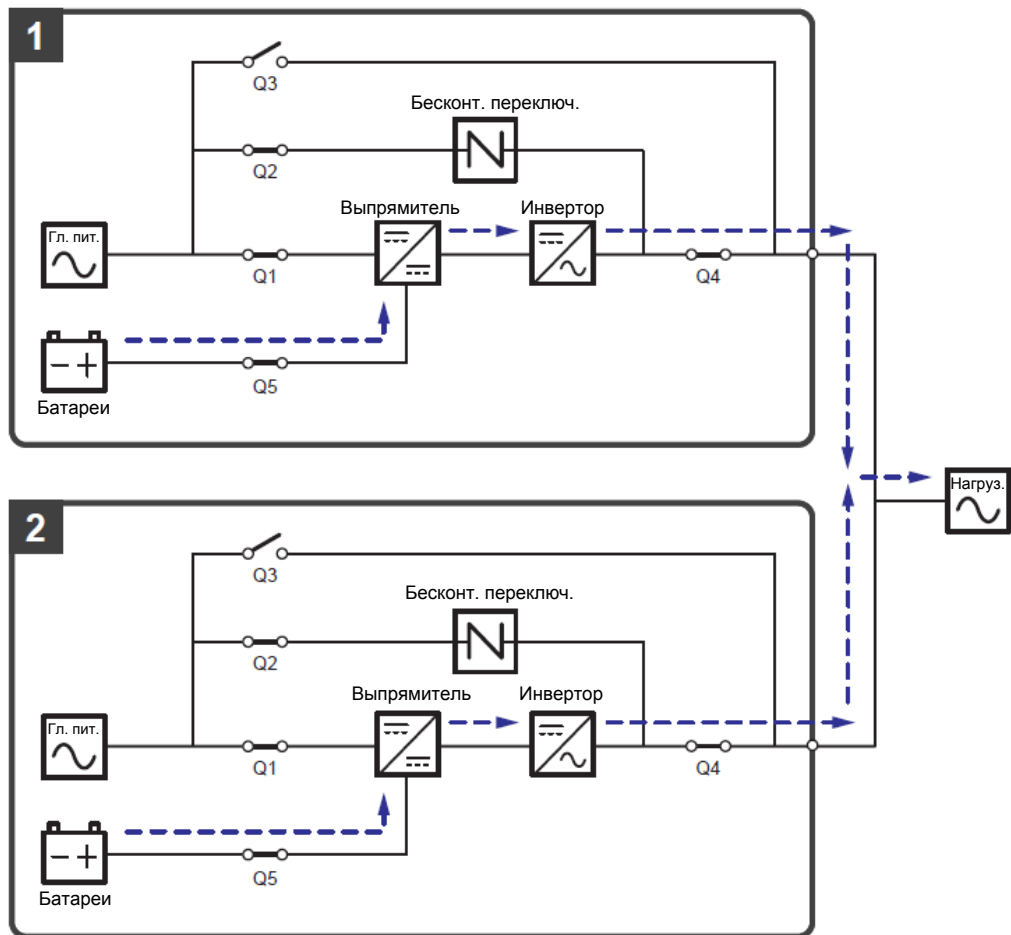 1
Q3
Бесконт. переключ.
Q2
Выпрямитель
Инвертор
Гл. пит.
Q1
Q4
Q5
Батареи
Нагруз.
2
Q3
Бесконт. переключ.
Q2
Выпрямитель
Инвертор
Гл. пит.
Q1
Q4
Q5
Батареи